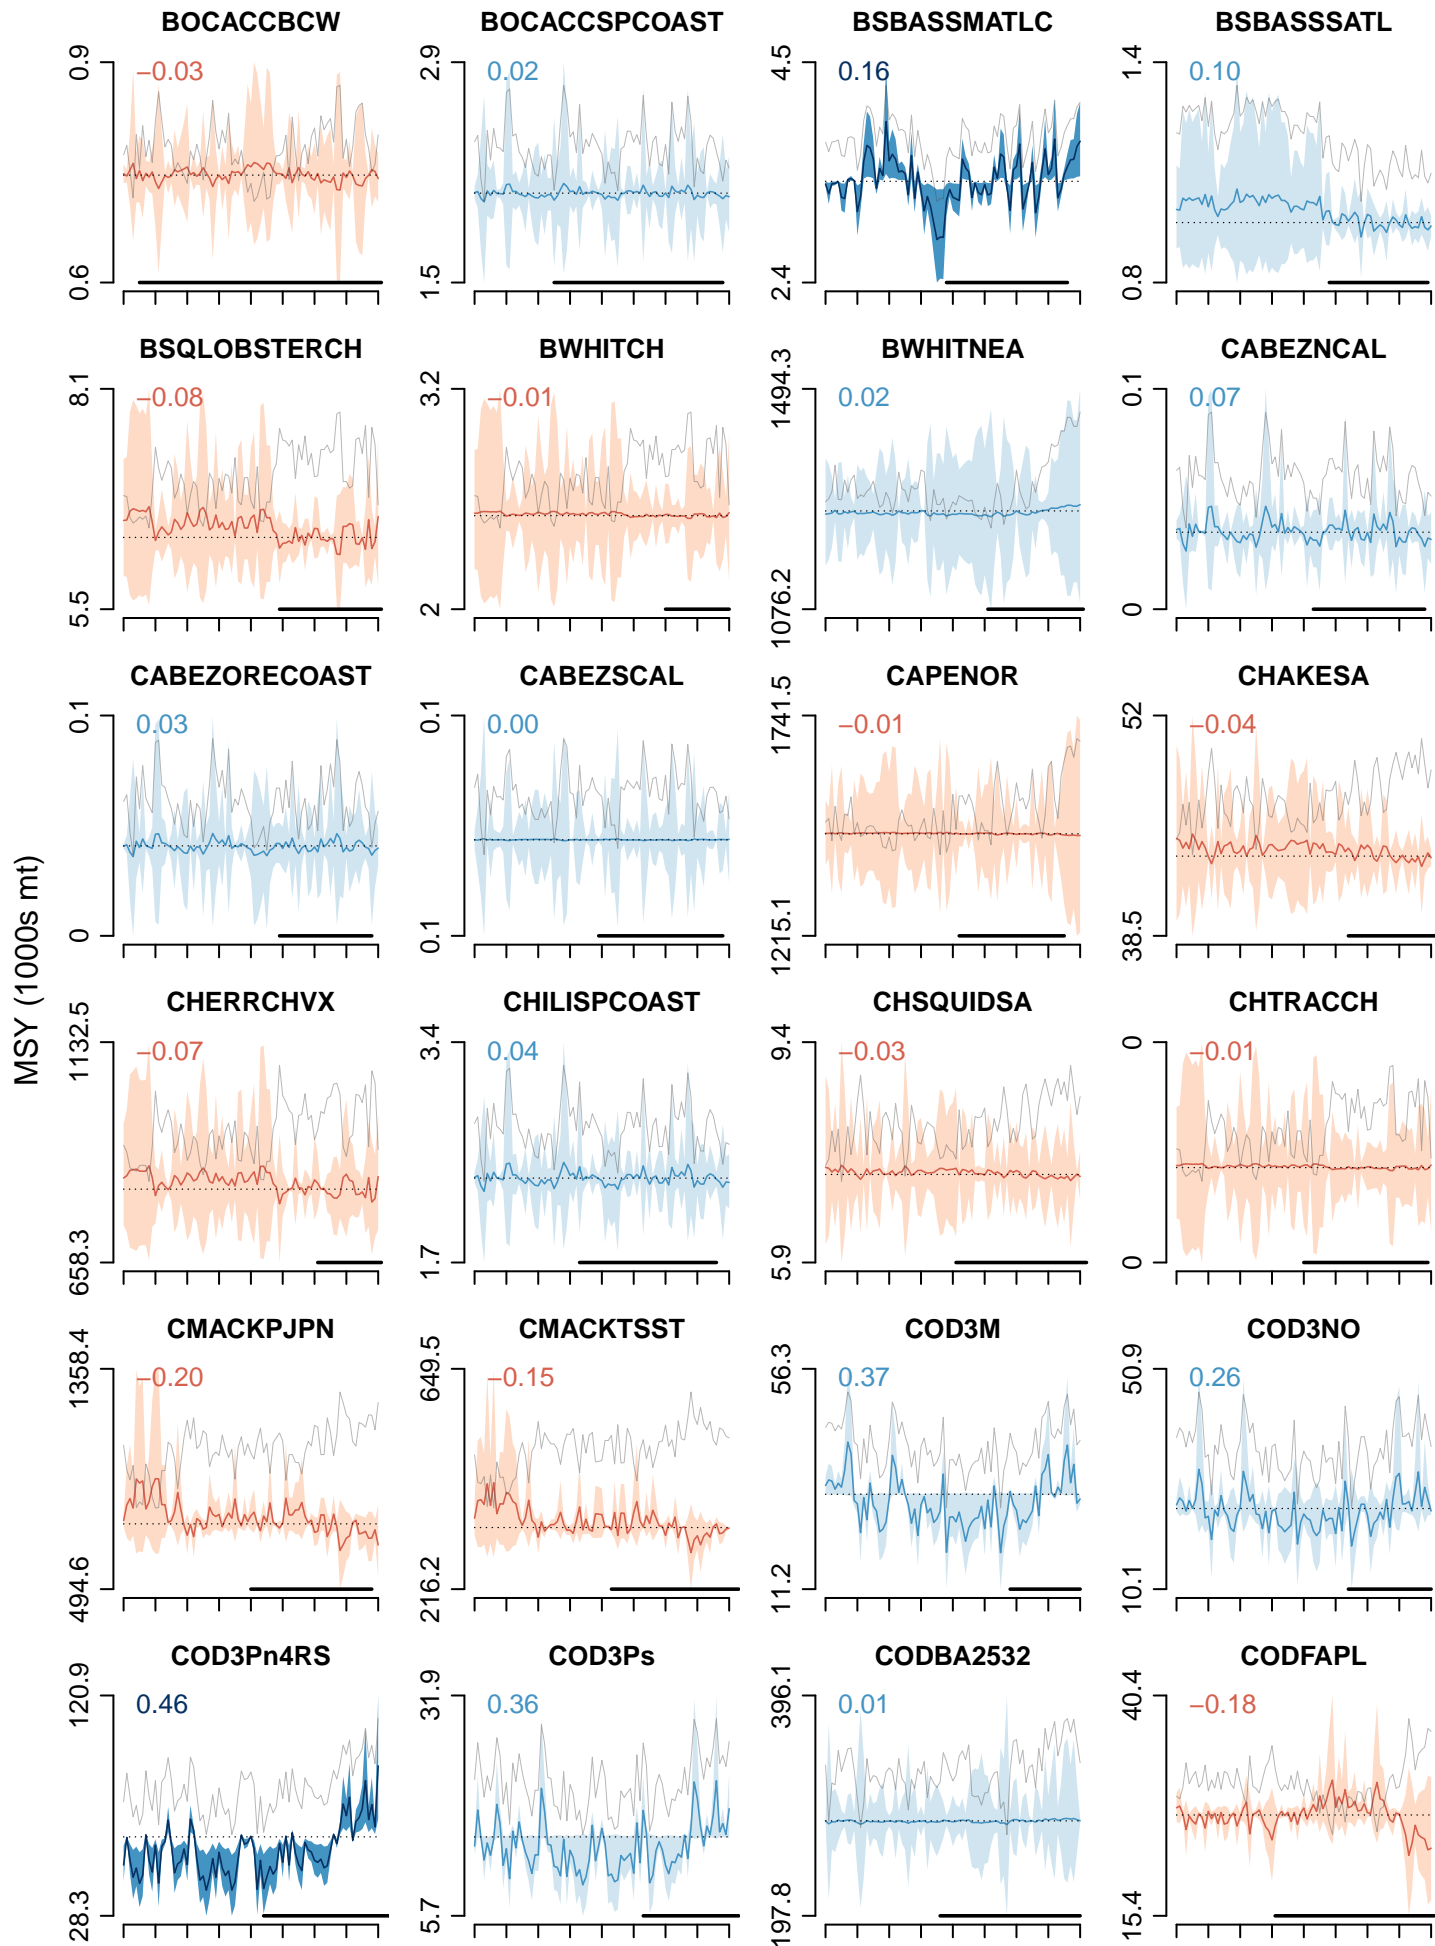 BOCACCBCW BOCACCSPCOAST BSBASSMATLC BSBASSSATL
0.9 −0.03 2.9 0.02 4.5 0.16 1.4 0.10
0.6 1.5 2.4 0.8
BSQLOBSTERCH BWHITCH BWHITNEA CABEZNCAL
8.1 −0.08 3.2 −0.01 1494.3 0.02 0.1 0.07
5.5 2 1076.2 0
CABEZORECOAST CABEZSCAL CAPENOR CHAKESA
0.1 0.03 0.1 0.00 1741.5 −0.01 52 −0.04
0 0.1 1215.1 38.5
MSY (1000s mt)
CHERRCHVX CHILISPCOAST CHSQUIDSA CHTRACCH
1132.5 −0.07 3.4 0.04 9.4 −0.03 0 −0.01
658.3 1.7 5.9 0
CMACKPJPN CMACKTSST COD3M COD3NO
1358.4 −0.20 649.5 −0.15 56.3 0.37 50.9 0.26
494.6 216.2 11.2 10.1
COD3Pn4RS COD3Ps CODBA2532 CODFAPL
120.9 0.46 31.9 0.36 396.1 0.01 40.4 −0.18
28.3 5.7 197.8 15.4